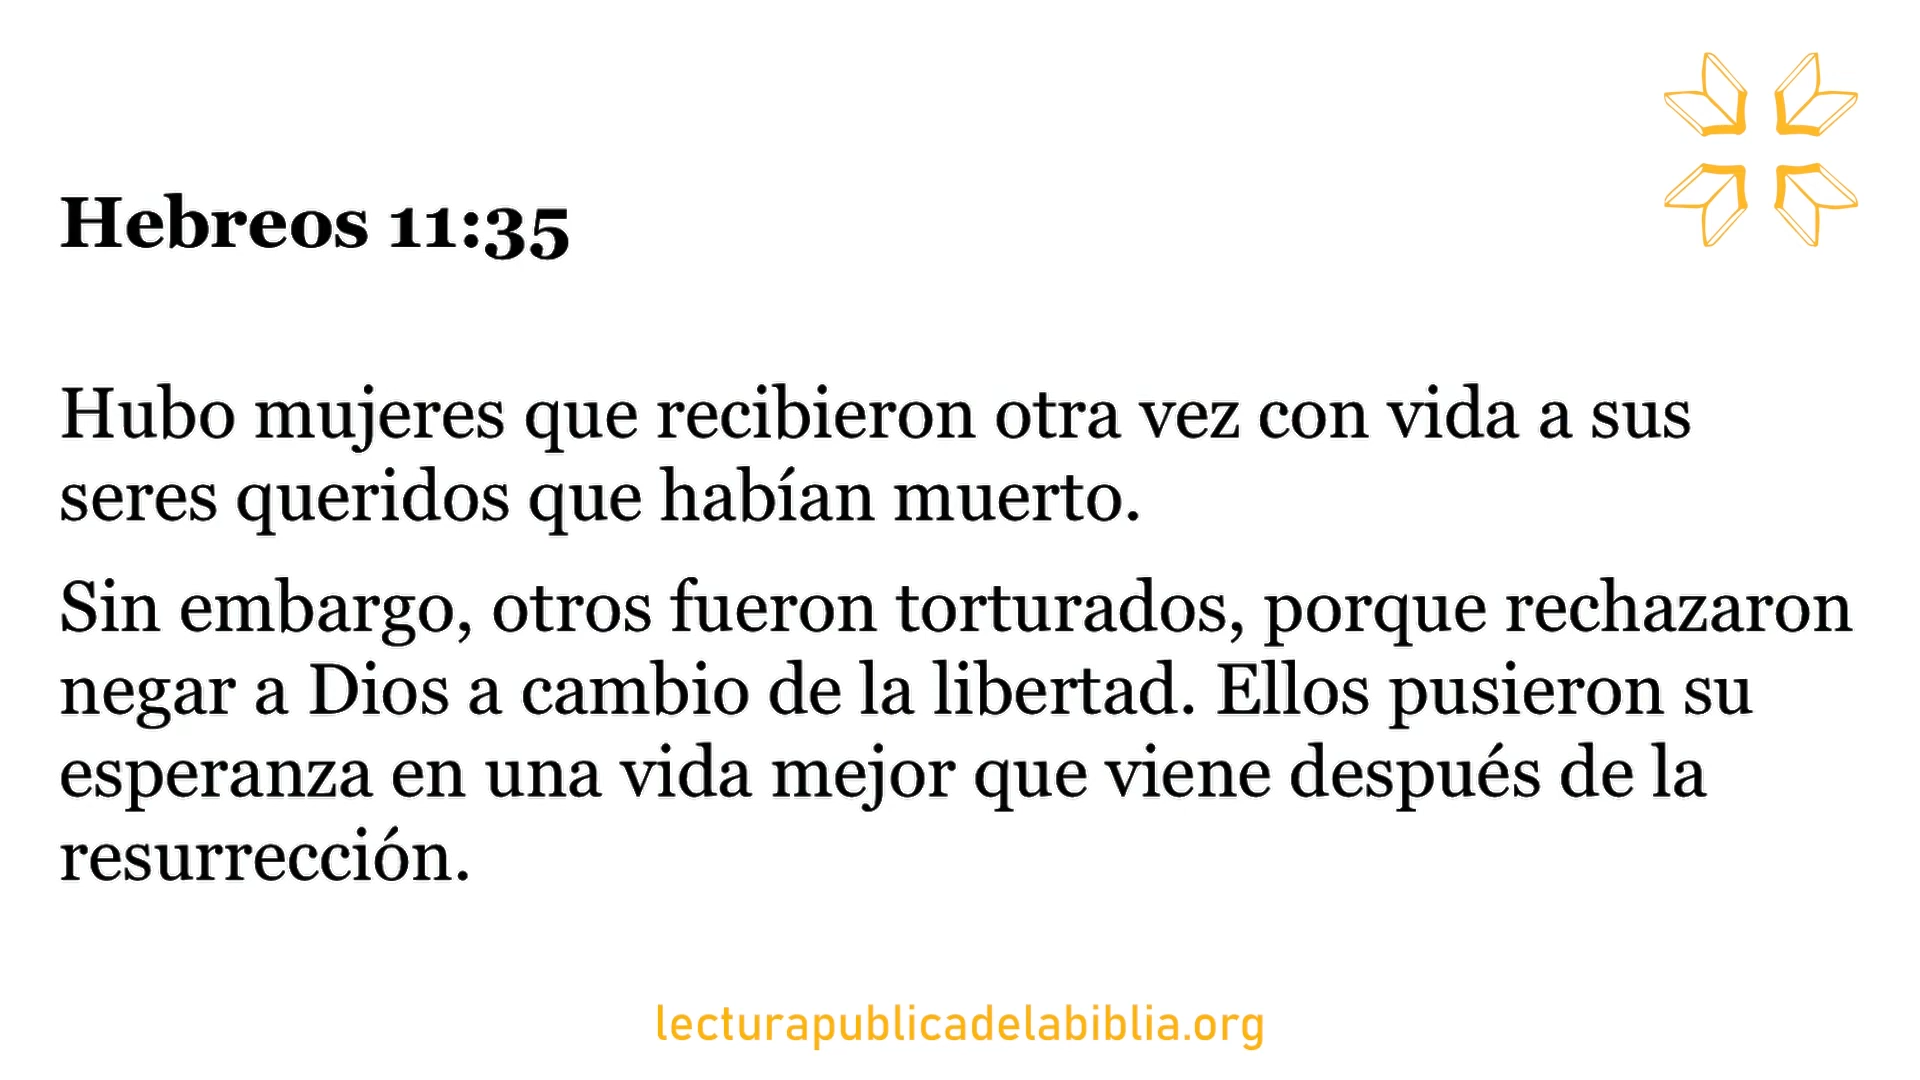 Hebreos 11:35
Hubo mujeres que recibieron otra vez con vida a sus
seres queridos que habían muerto.
Sin embargo, otros fueron torturados, porque rechazaron
negar a Dios a cambio de la libertad. Ellos pusieron su
esperanza en una vida mejor que viene después de la
resurrección.
lecturapublicadelabiblia.org